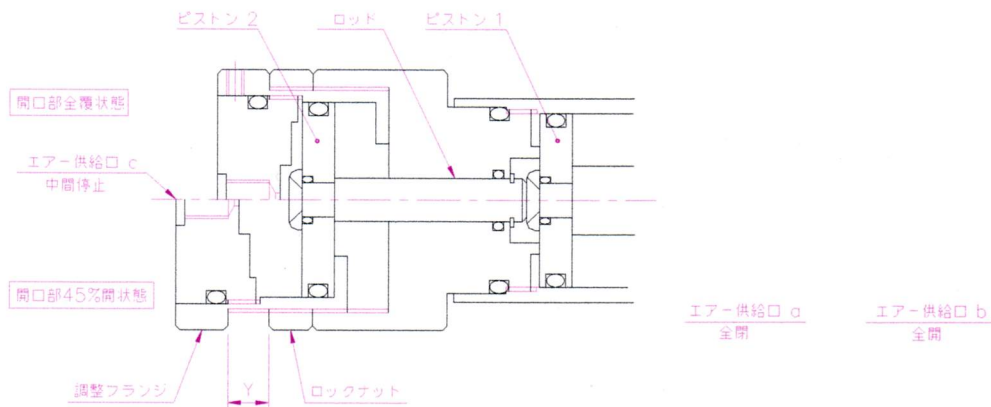 ピストン 2
ロッド
ピストン 1
開口部全覆状態
エアー供給口 c
中間停止
開口部45%開状態
エアー供給口 a
全閉
エアー供給口 b
全開
調整フランジ
Y
ロックナット